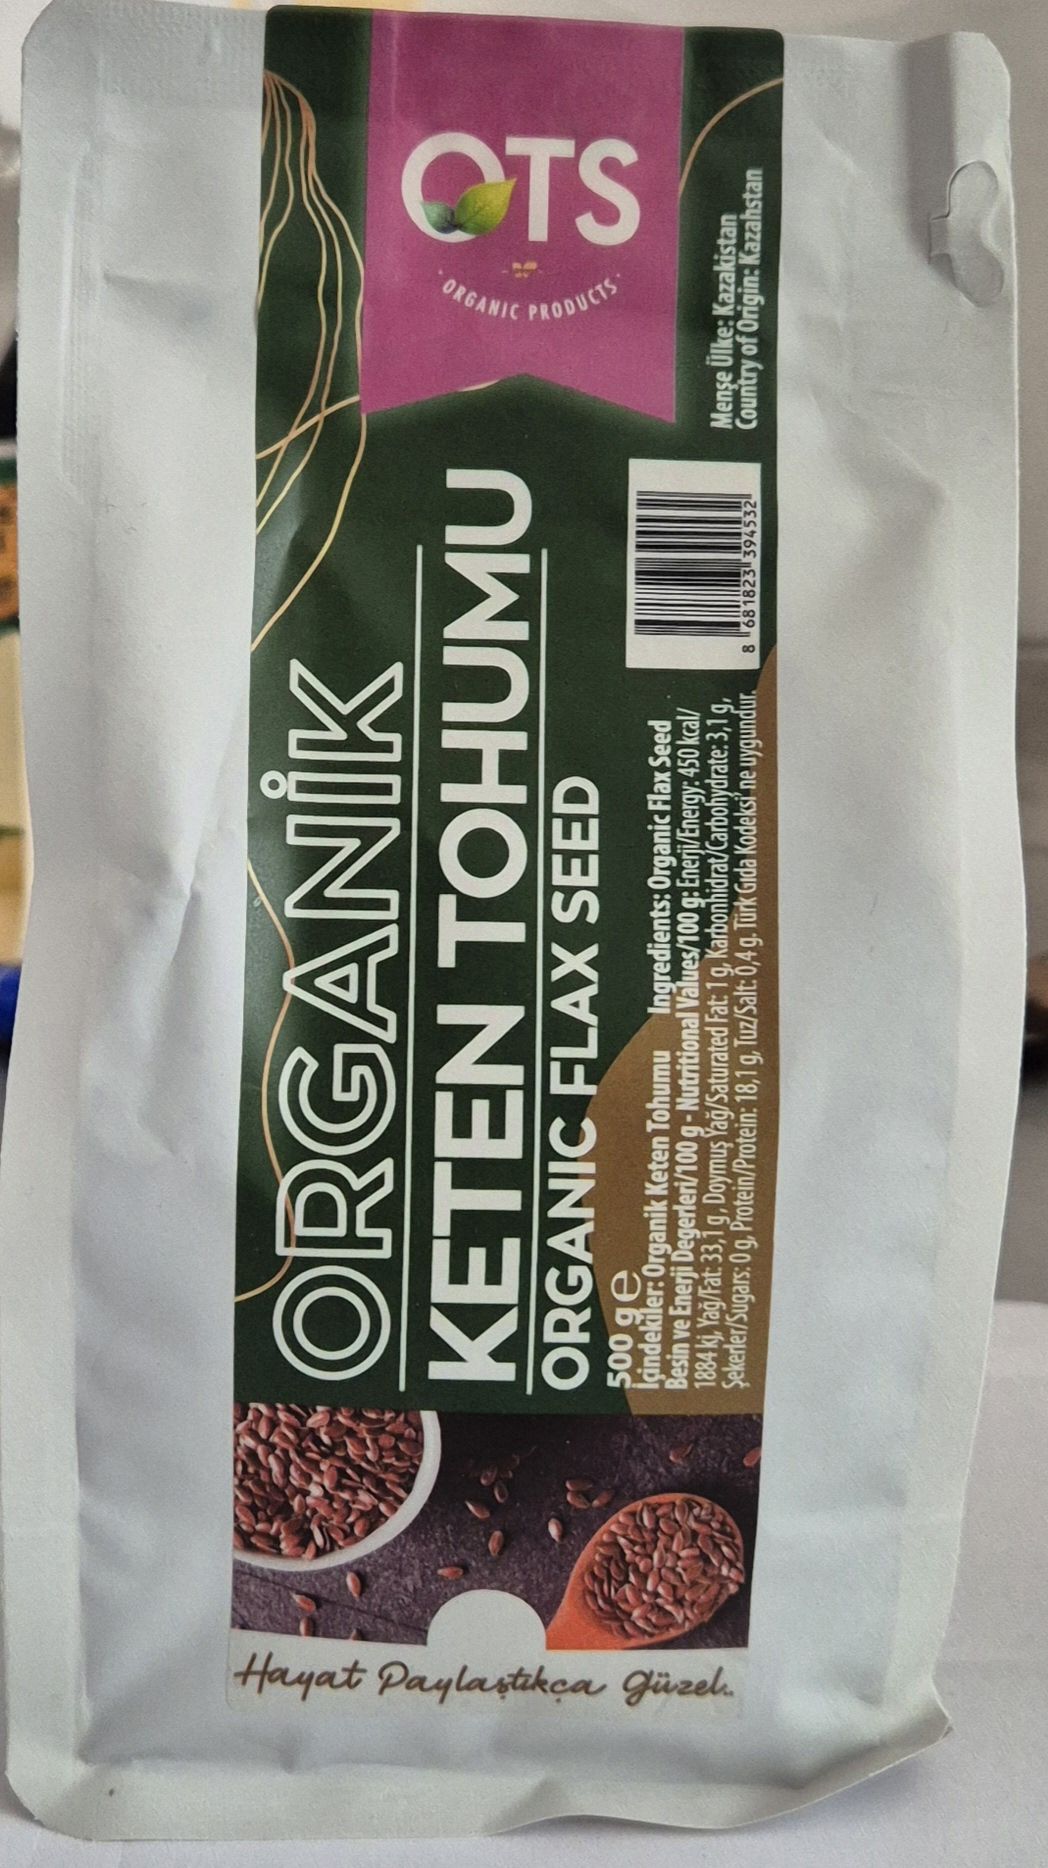 OTS
· ORGANIC PRODUCTS ·
ORGANİK
KETEN TOHUMU
ORGANIC FLAX SEED
500 g e
İçindekiler: Organik Keten Tohumu Ingredients: Organic Flax Seed
Besin ve Enerji Degerleri/100 g - Nutritional Values/100 g: Enerji/Energy: 450 kcal/
1884 kj, Yağ/Fat: 33,1 g, Doymuş Yağ/Saturated Fat: 1 g, Karbonhidrat/Carbohydrate: 3,1 g,
Şekerler/Sugars: 0 g, Protein/Protein: 18,1 g, Tuz/Salt: 0,4 g. Türk Gıda Kodeksi' ne uygundur.
8 681823 394532
Menşe Ülke: Kazakistan
Country of Origin: Kazahstan
Hayat Paylaştıkça Güzel..